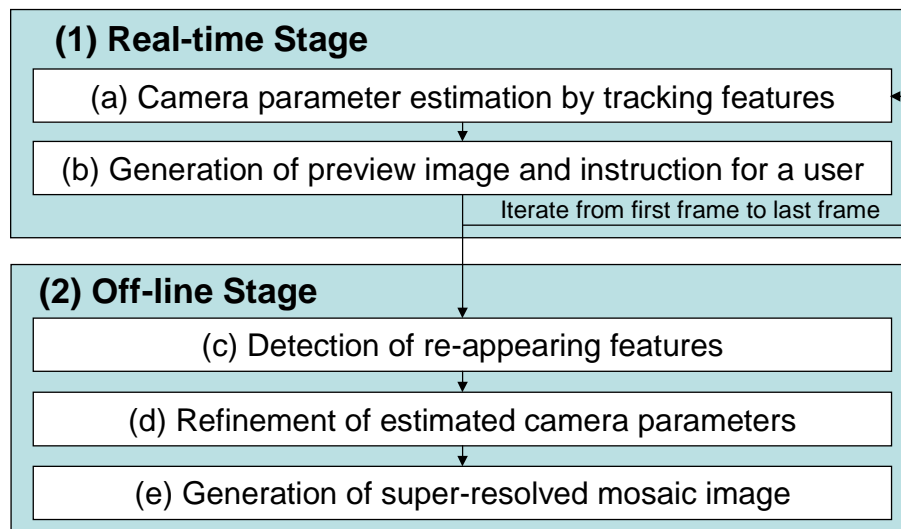 (1) Real-time Stage
(a) Camera parameter estimation by tracking features
(b) Generation of preview image and instruction for a user
Iterate from first frame to last frame
(2) Off-line Stage
(c) Detection of re-appearing features
(d) Refinement of estimated camera parameters
(e) Generation of super-resolved mosaic image